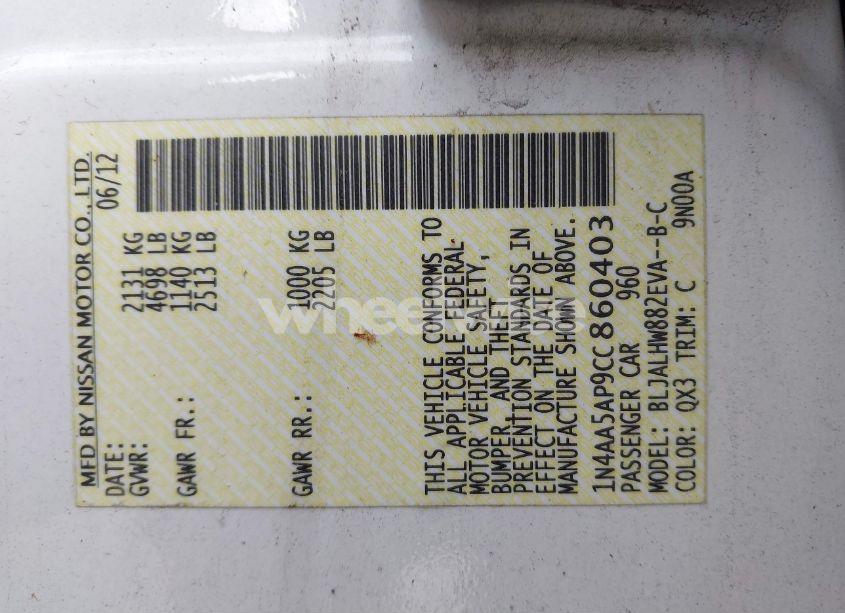 MFD BY NISSAN MOTOR CO., LTD.
DATE: 06/12
GVWR: 2131 KG
4698 LB
GAWR FR.: 1140 KG
2513 LB
GAWR RR.: 1000 KG
2205 LB
THIS VEHICLE CONFORMS TO
ALL APPLICABLE FEDERAL
MOTOR VEHICLE SAFETY,
BUMPER, AND THEFT
PREVENTION STANDARDS IN
EFFECT ON THE DATE OF
MANUFACTURE SHOWN ABOVE.
1N4AA5AP9CC860403
PASSENGER CAR 960
MODEL: BLJALHW882EVA--B-C
COLOR: QX3 TRIM: C 9N00A